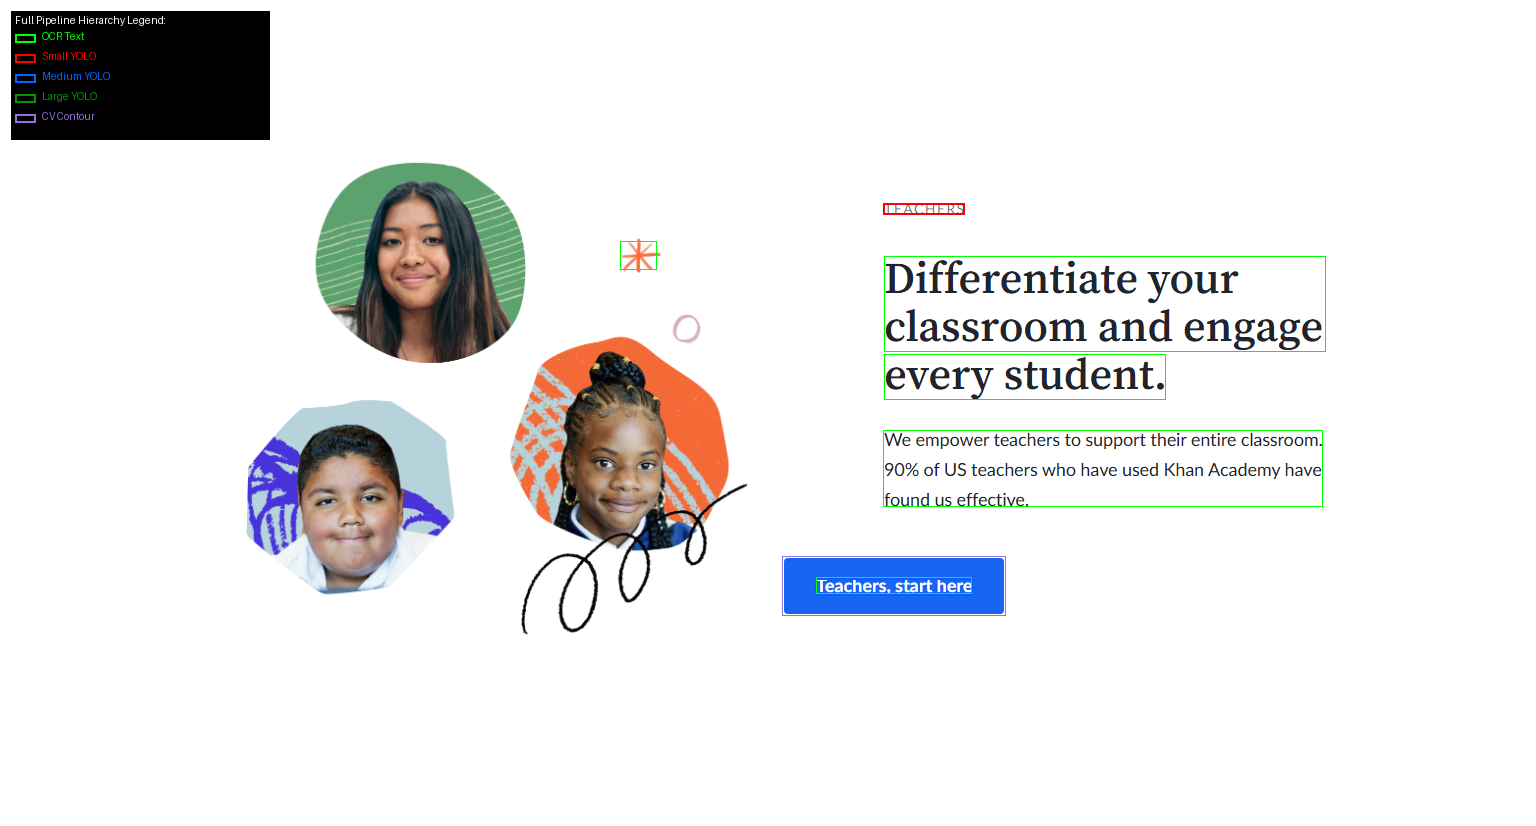 Full Pipeline Hierarchy Legend:
OCR Text
Small YOLO
Medium YOLO
Large YOLO
CV Contour
TEACHERS
Differentiate your
classroom and engage
every student.
We empower teachers to support their entire classroom.
90% of US teachers who have used Khan Academy have
found us effective.
Teachers, start here